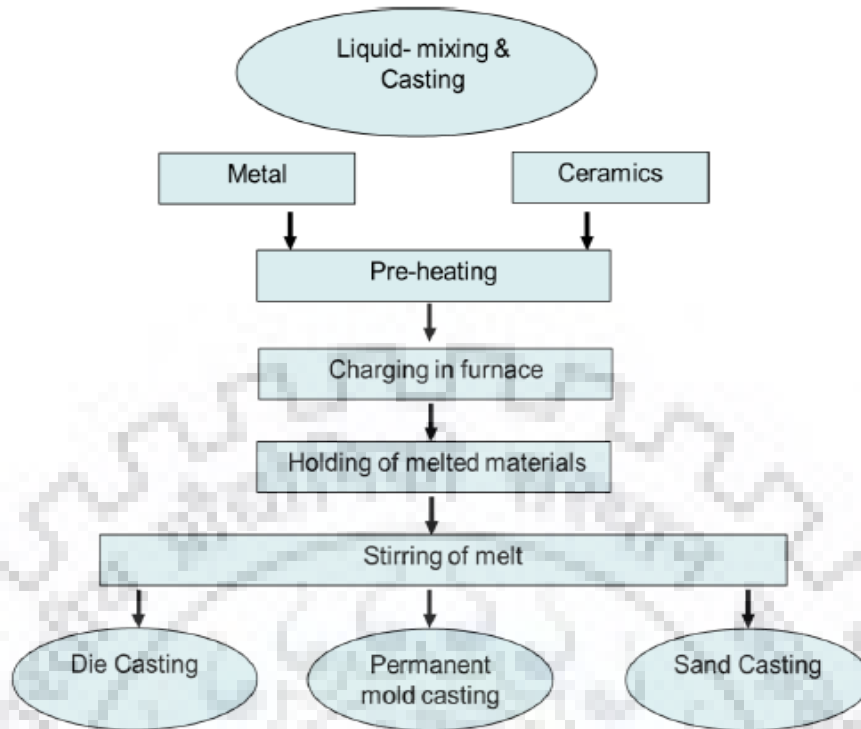 Liquid- mixing &
Casting
Metal
Ceramics
Pre-heating
Charging in furnace
Holding of melted materials
Stirring of melt
Die Casting
Permanent
mold casting
Sand Casting